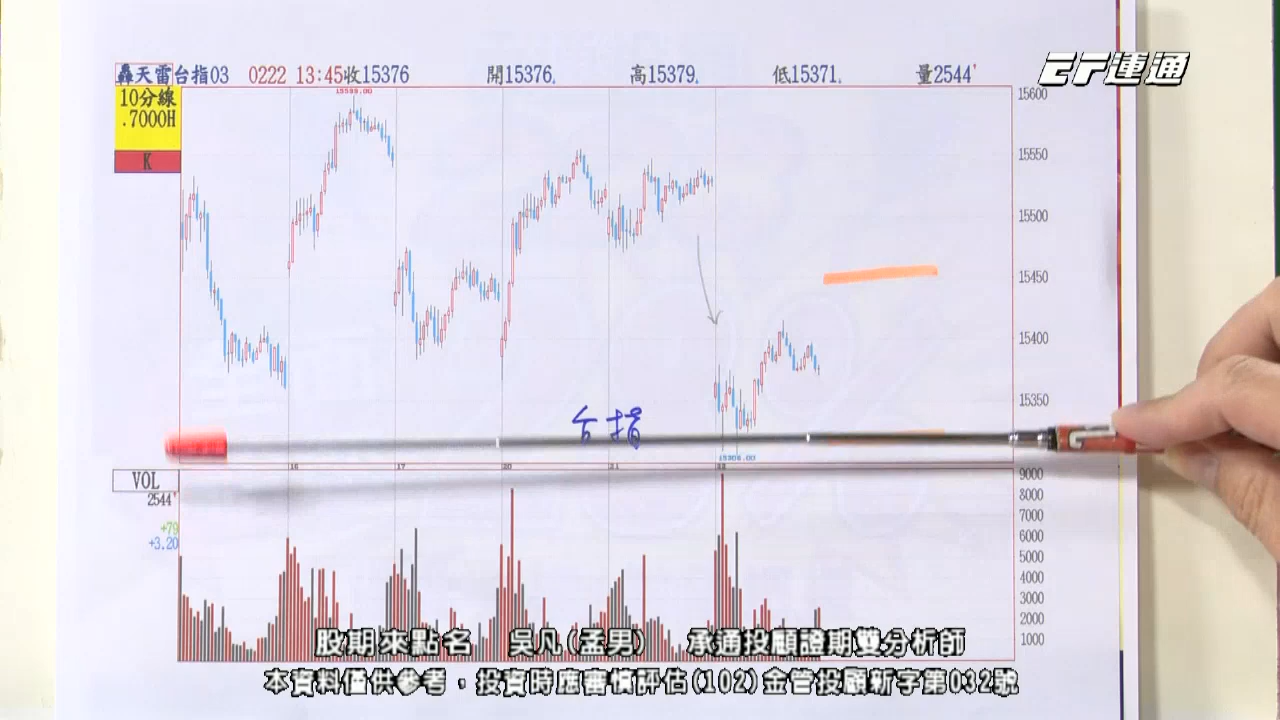 轟天雷台指03 0222 13:45收15376 開15376. 高15379. 低15371. 量2544'
EF運通
10分線
.7000H
K
15600
15550
15500
15450
15400
15350
台指
16 17 20 21 22
VOL
2544'
+79
+3.20
9000
8000
7000
6000
5000
4000
3000
2000
1000
股期來點名 吳凡(孟男) 承通投顧證期雙分析師
本資料僅供參考，投資時應審慎評估(102)金管投顧新字第032號